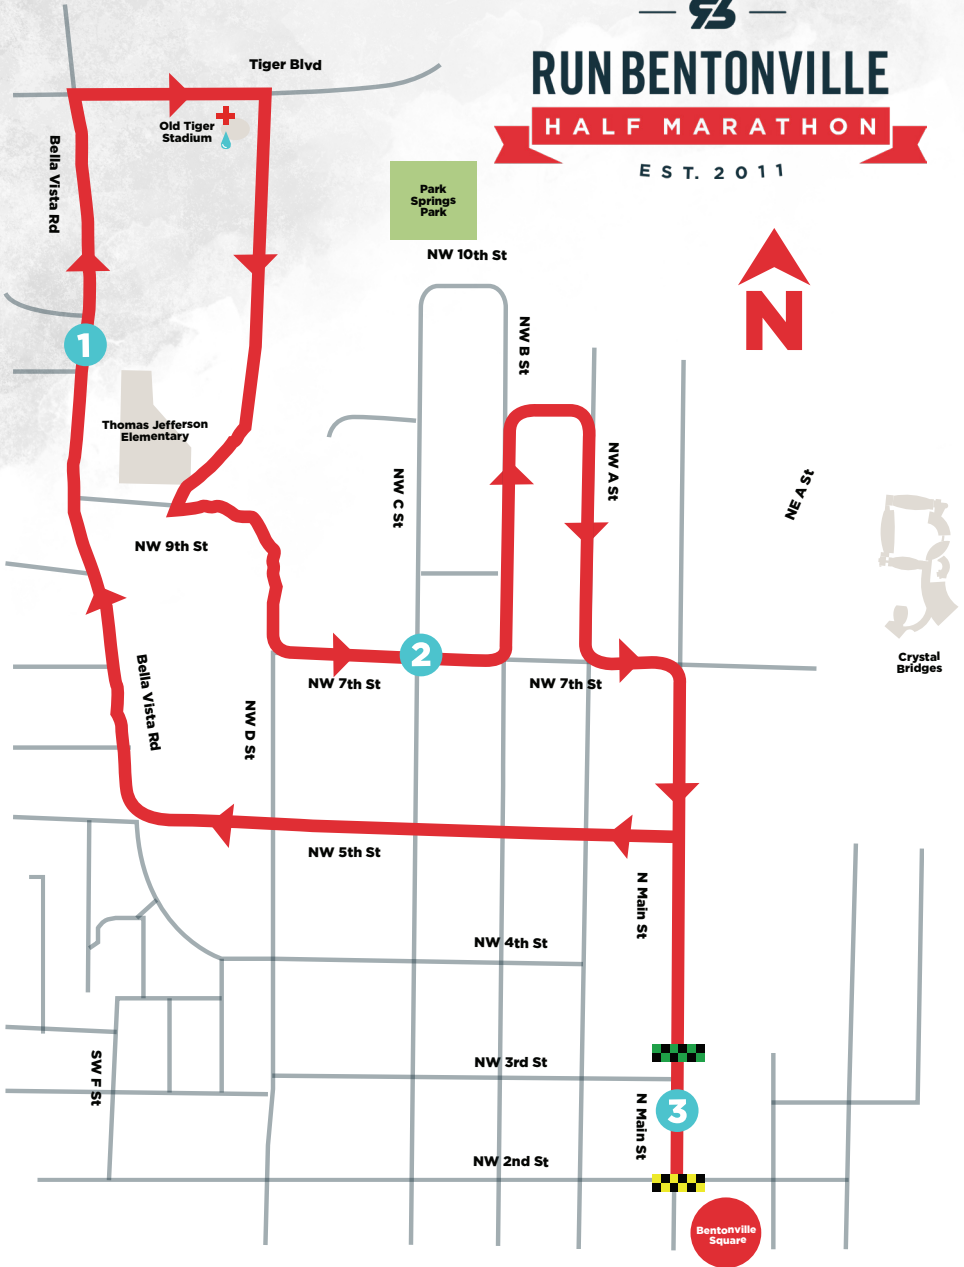 RUN BENTONVILLE
HALF MARATHON
EST. 2011
Tiger Blvd
Old Tiger
Stadium
Bella Vista Rd
Park
Springs
Park
NW 10th St
N
NW B St
1
Thomas Jefferson
Elementary
NW C St
NW A St
NE A St
NW 9th St
2
Crystal
Bridges
NW 7th St
NW 7th St
Bella Vista Rd
NW D St
NW 5th St
N Main St
NW 4th St
SW F St
NW 3rd St
N Main St
3
NW 2nd St
Bentonville
Square